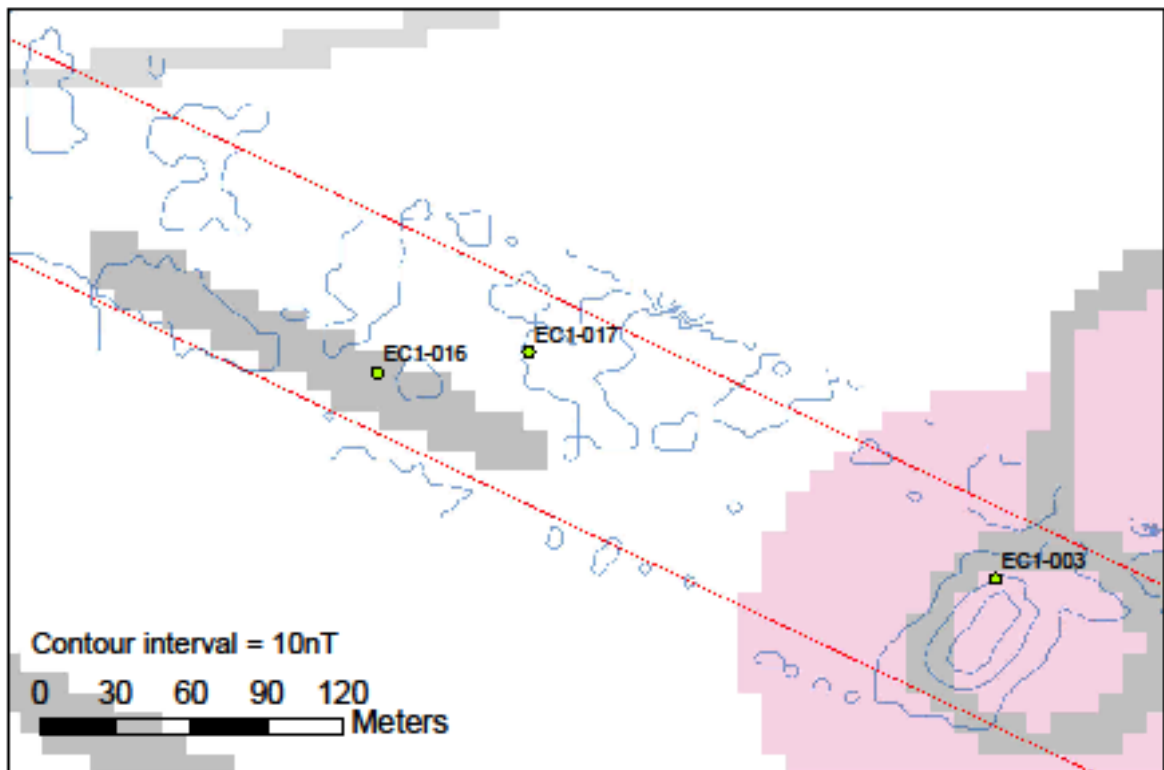 EC1-017
EC1-016
EC1-003
Contour interval = 10nT
0 30 60 90 120
Meters